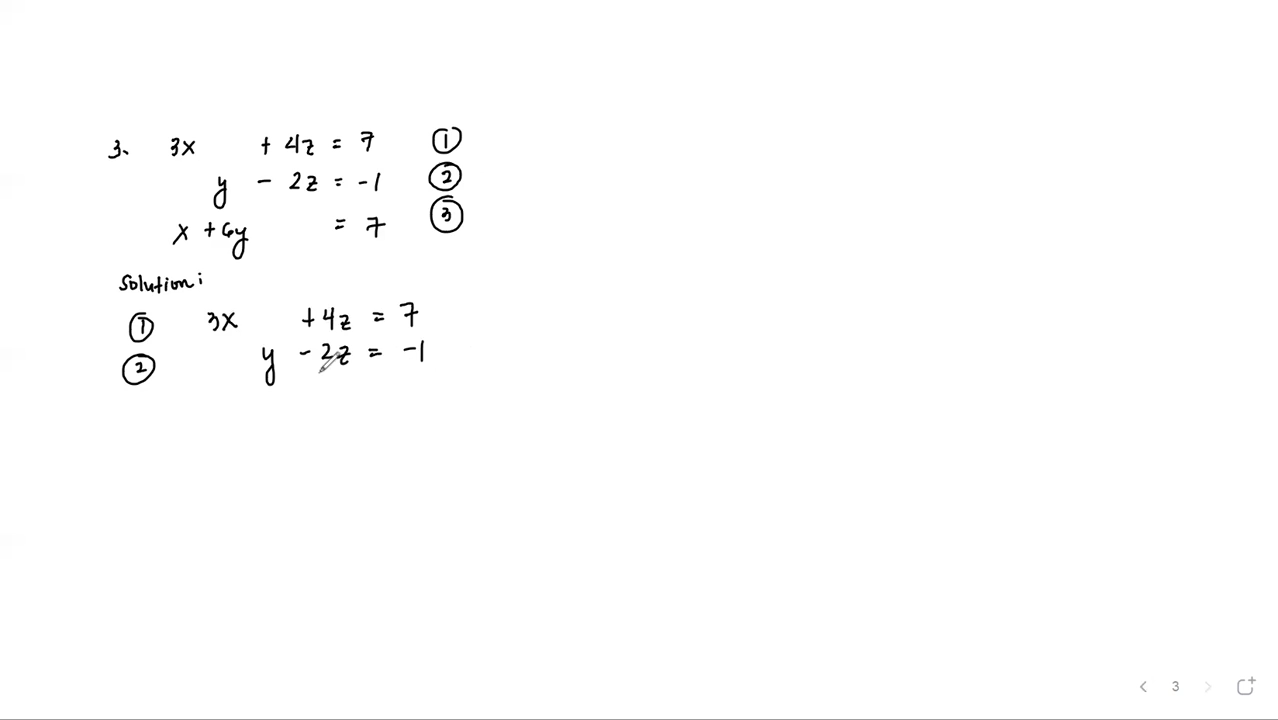 3. 3x + 4z = 7 ①
y - 2z = -1 ②
x + 6y = 7 ③
Solution:
① 3x + 4z = 7
② y - 2z = -1
3